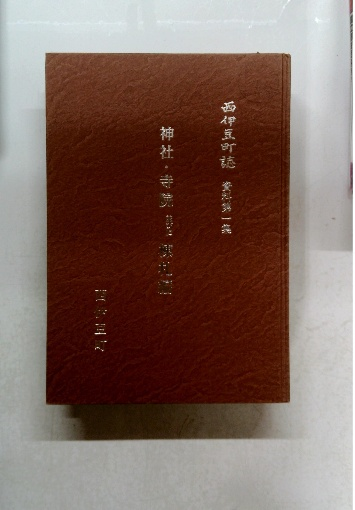 西伊豆町誌 資料第一集
神社・寺院 棟札
西伊豆町